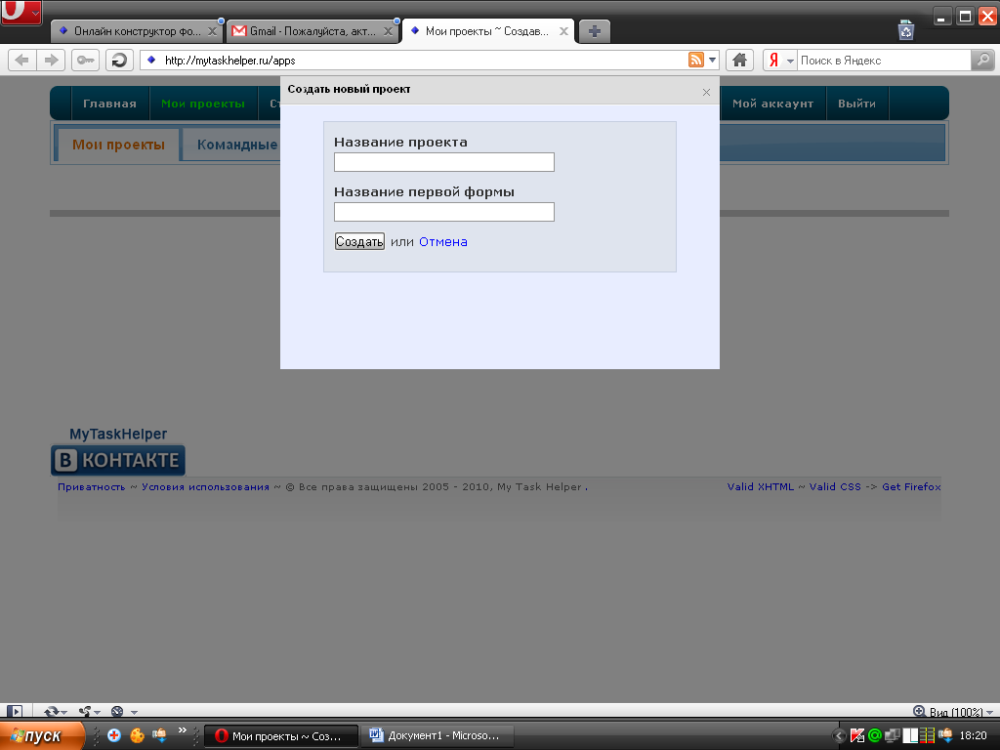 Онлайн конструктор фо...
Gmail - Пожалуйста, акт...
Мои проекты ~ Создав...
http://mytaskhelper.ru/apps
Я
Поиск в Яндекс
Создать новый проект
Главная
Мои проекты
Ст
Мой аккаунт
Выйти
Мои проекты
Командные
Название проекта
Название первой формы
Создать или Отмена
MyTaskHelper
В КОНТАКТЕ
Приватность ~ Условия использования ~ © Все права защищены 2005 - 2010, My Task Helper .
Valid XHTML ~ Valid CSS -> Get Firefox
Вид (100%)
пуск
Мои проекты ~ Соз...
Документ1 - Microso...
18:20